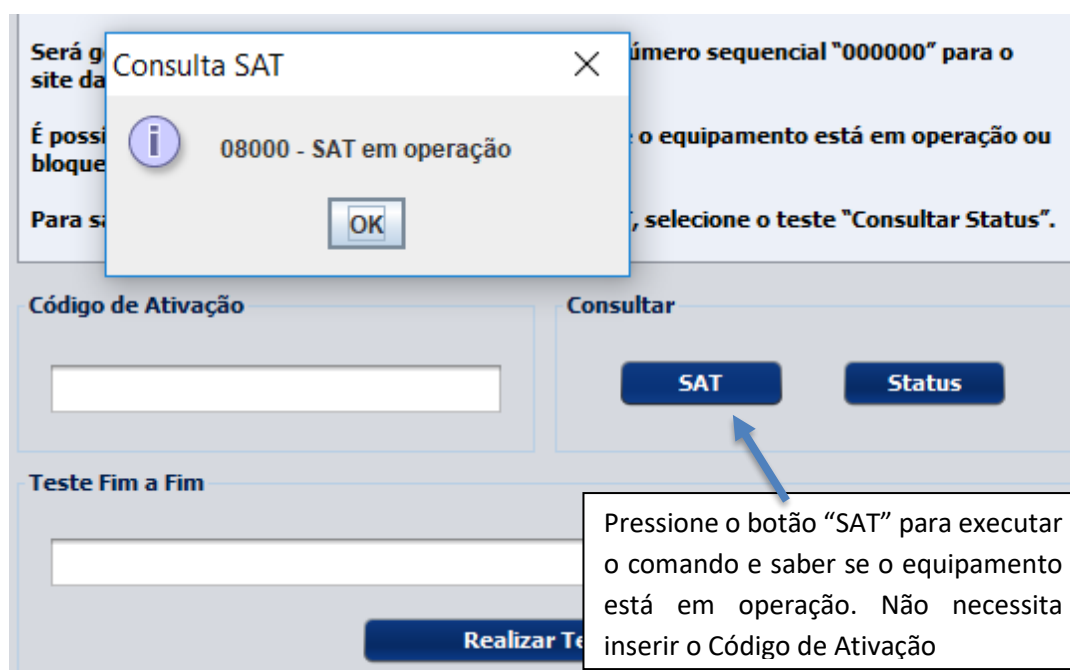 Será g
úmero sequencial “000000” para o
site da
Consulta SAT
É possí
o equipamento está em operação ou
bloque
08000 - SAT em operação
Para sa
, selecione o teste “Consultar Status”.
OK
Código de Ativação
Consultar
SAT
Status
Teste Fim a Fim
Pressione o botão “SAT” para executar
o comando e saber se o equipamento
está em operação. Não necessita
inserir o Código de Ativação
Realizar Te